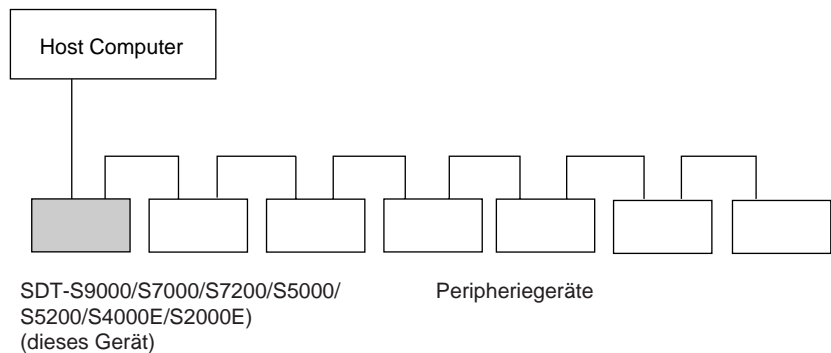 Host Computer
SDT-S9000/S7000/S7200/S5000/
S5200/S4000E/S2000E)
(dieses Gerät)
Peripheriegeräte